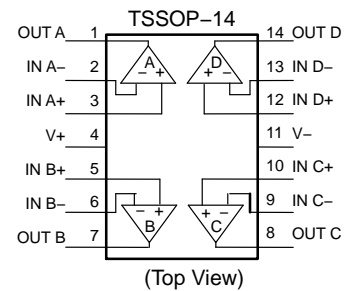 TSSOP–14
OUT A 1 14 OUT D
A D
IN A– 2 – + + – 13 IN D–
IN A+ 3 12 IN D+
V+ 4 11 V–
IN B+ 5 10 IN C+
IN B– 6 – + + – 9 IN C–
B C
OUT B 7 8 OUT C
(Top View)